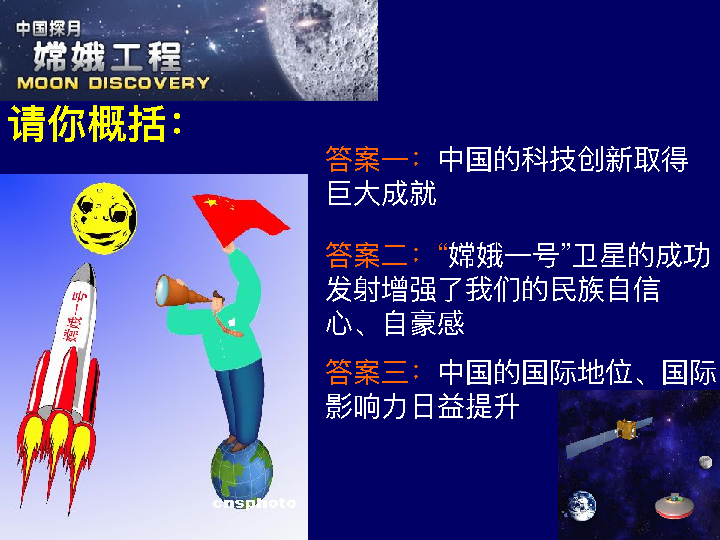 中国探月
嫦娥工程
MOON DISCOVERY
请你概括：
嫦娥一号
cnsphoto
答案一：中国的科技创新取得
巨大成就
答案二：“嫦娥一号”卫星的成功
发射增强了我们的民族自信
心、自豪感
答案三：中国的国际地位、国际
影响力日益提升